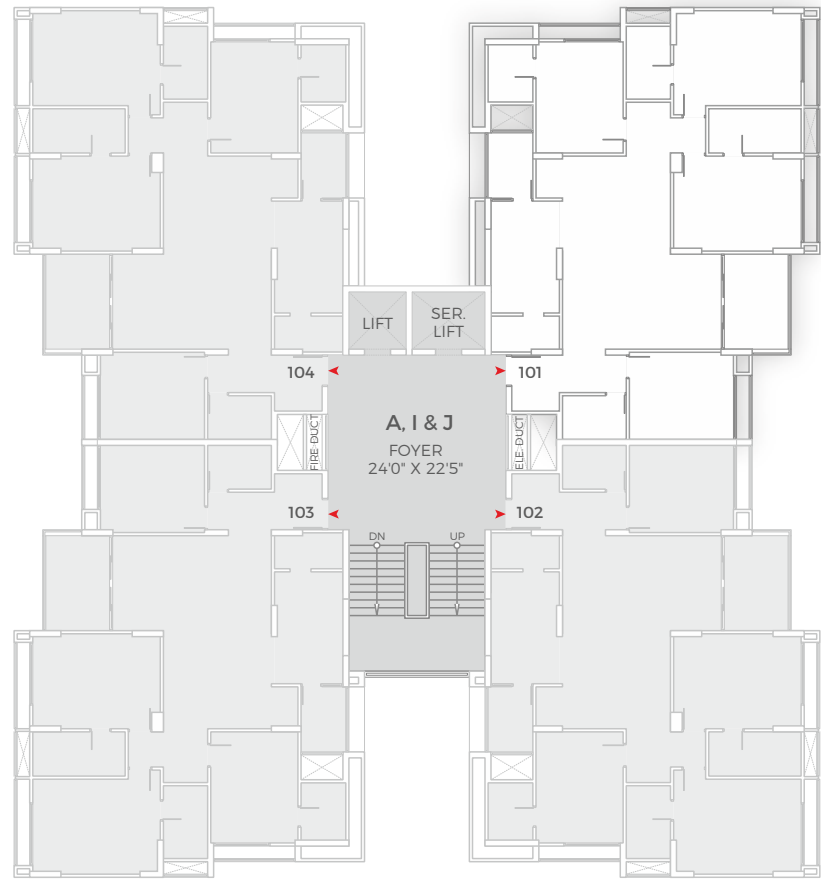 LIFT
SER.
LIFT
104
101
A, I & J
FOYER
24'0" X 22'5"
FIRE DUCT
ELE. DUCT
103
102
DN
UP